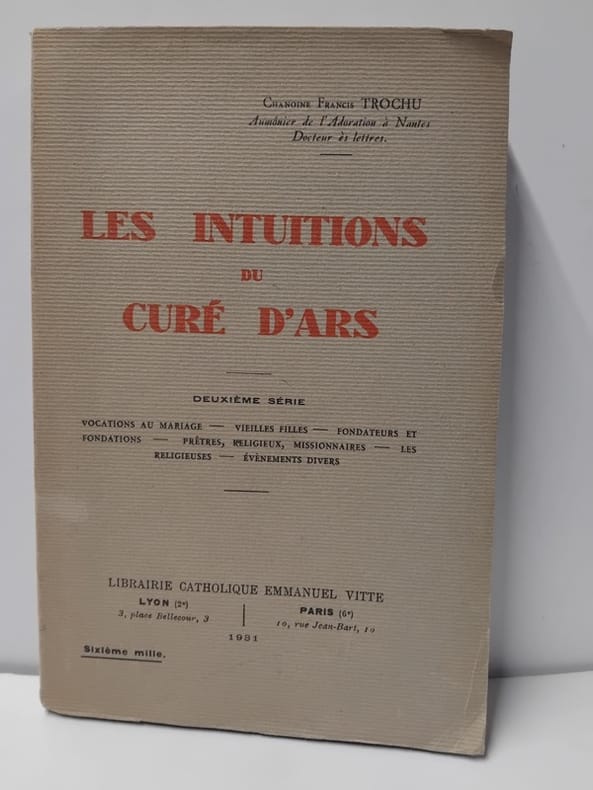 Chanoine Francis TROCHU
Aumônier de l'Adoration à Nantes
Docteur ès lettres.
LES INTUITIONS
DU
CURÉ D'ARS
DEUXIÈME SÉRIE
VOCATIONS AU MARIAGE — VIEILLES FILLES — FONDATEURS ET
FONDATIONS — PRÊTRES, RELIGIEUX, MISSIONNAIRES — LES
RELIGIEUSES — ÉVÈNEMENTS DIVERS
LIBRAIRIE CATHOLIQUE EMMANUEL VITTE
LYON (2e)
3, place Bellecour, 3
PARIS (6e)
10, rue Jean-Bart, 10
1931
Sixième mille.